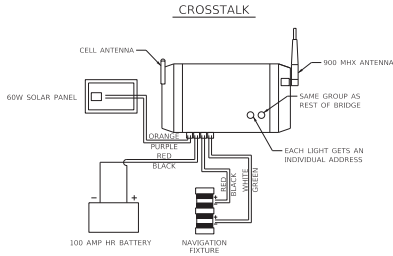 CROSSTALK
CELL ANTENNA
900 MHX ANTENNA
60W SOLAR PANEL
SAME GROUP AS
REST OF BRIDGE
ORANGE
PURPLE
RED
BLACK
EACH LIGHT GETS AN
INDIVIDUAL ADDRESS
RED
BLACK
WHITE
GREEN
− +
100 AMP HR BATTERY
NAVIGATION
FIXTURE